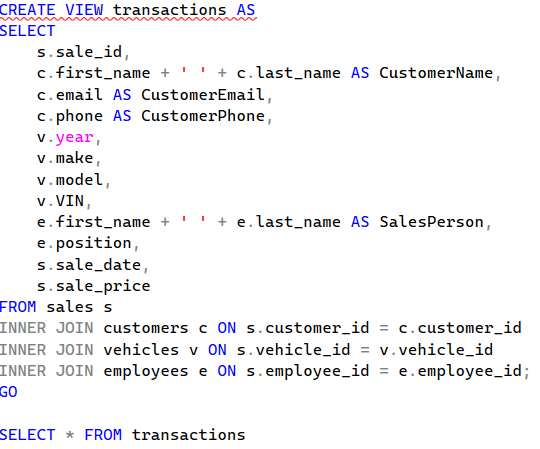 CREATE VIEW transactions AS
SELECT
    s.sale_id,
    c.first_name + ' ' + c.last_name AS CustomerName,
    c.email AS CustomerEmail,
    c.phone AS CustomerPhone,
    v.year,
    v.make,
    v.model,
    v.VIN,
    e.first_name + ' ' + e.last_name AS SalesPerson,
    e.position,
    s.sale_date,
    s.sale_price
FROM sales s
INNER JOIN customers c ON s.customer_id = c.customer_id
INNER JOIN vehicles v ON s.vehicle_id = v.vehicle_id
INNER JOIN employees e ON s.employee_id = e.employee_id;
GO

SELECT * FROM transactions